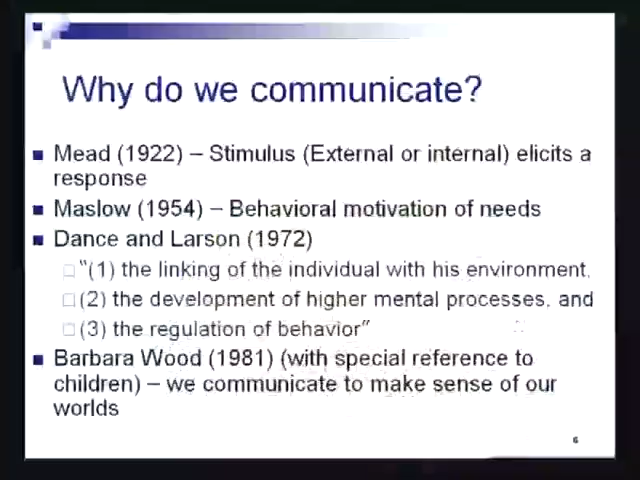 Why do we communicate?
Mead (1922) – Stimulus (External or internal) elicits a
response
Maslow (1954) – Behavioral motivation of needs
Dance and Larson (1972)
"(1) the linking of the individual with his environment,
(2) the development of higher mental processes, and
(3) the regulation of behavior"
Barbara Wood (1981) (with special reference to
children) – we communicate to make sense of our
worlds
6